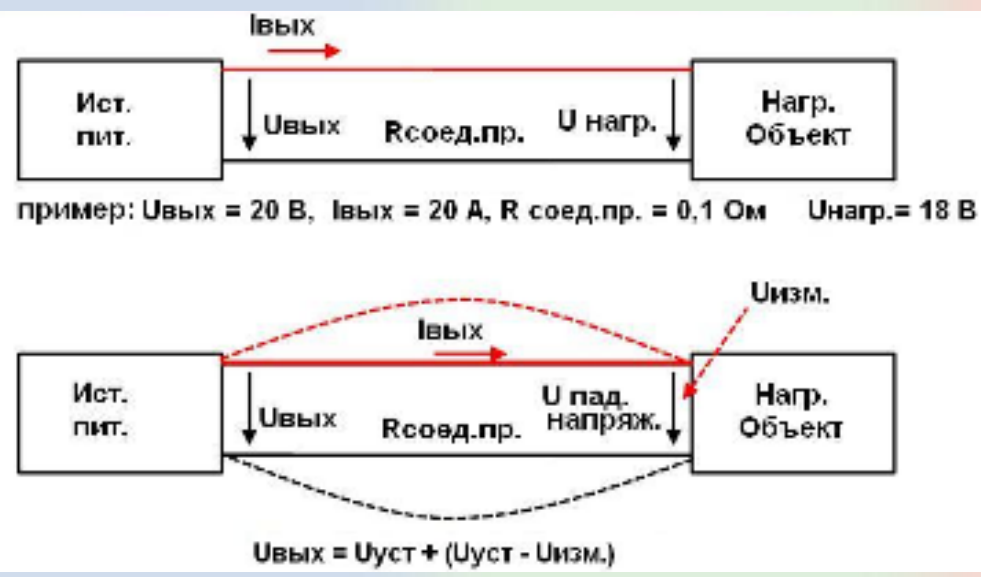 Iвых
Ист.
пит.
Uвых
Rсоед.пр.
U нагр.
Нагр.
Объект
пример: Uвых = 20 В, Iвых = 20 А, R соед.пр. = 0,1 Ом Uнагр.= 18 В
Uизм.
Iвых
Ист.
пит.
Uвых
Rсоед.пр.
U пад.
напряж.
Нагр.
Объект
Uвых = Uуст + (Uуст - Uизм.)